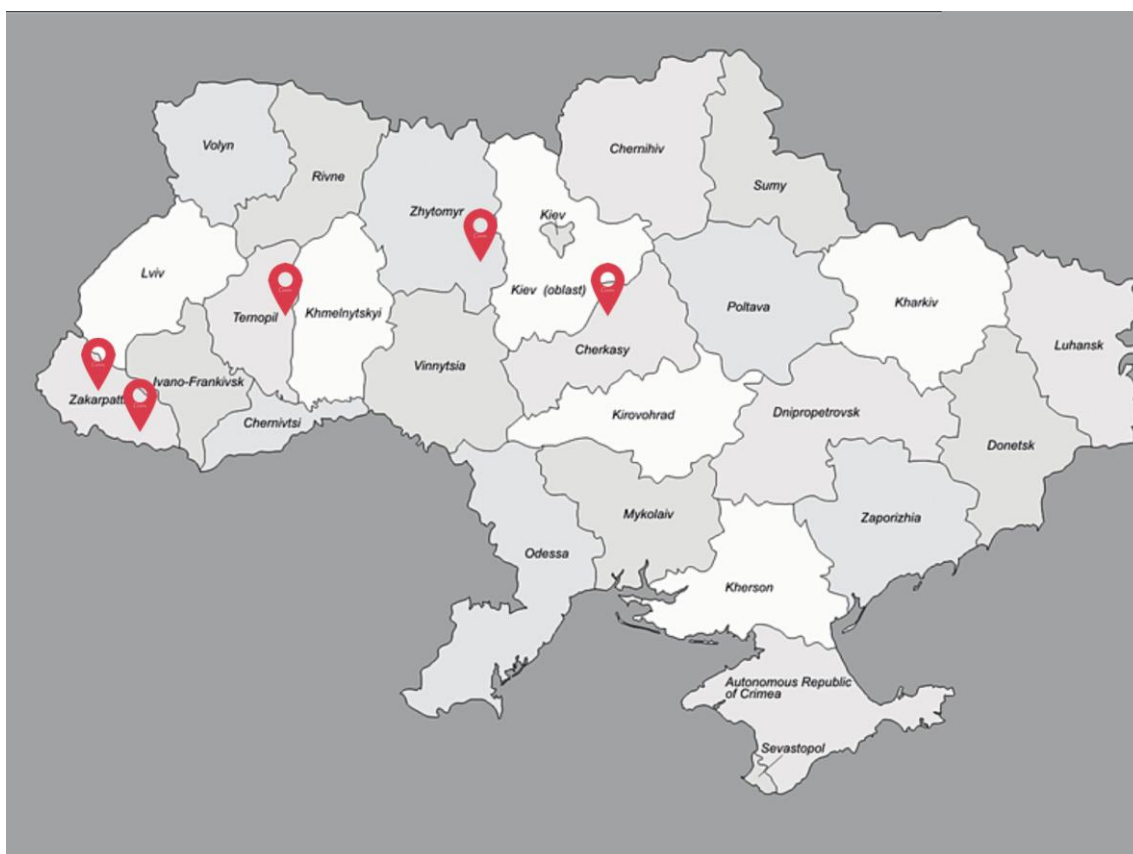 Chernihiv
Volyn
Rivne
Sumy
Zhytomyr
Kiev
Lviv
Kiev (oblast)
Kharkiv
Poltava
Ternopil
Khmelnytskyi
Luhansk
Cherkasy
Vinnytsia
Ivano-Frankivsk
Zakarpatt
Dnipropetrovsk
Kirovohrad
Chernivtsi
Donetsk
Mykolaiv
Zaporizhia
Odessa
Kherson
Autonomous Republic
of Crimea
Sevastopol